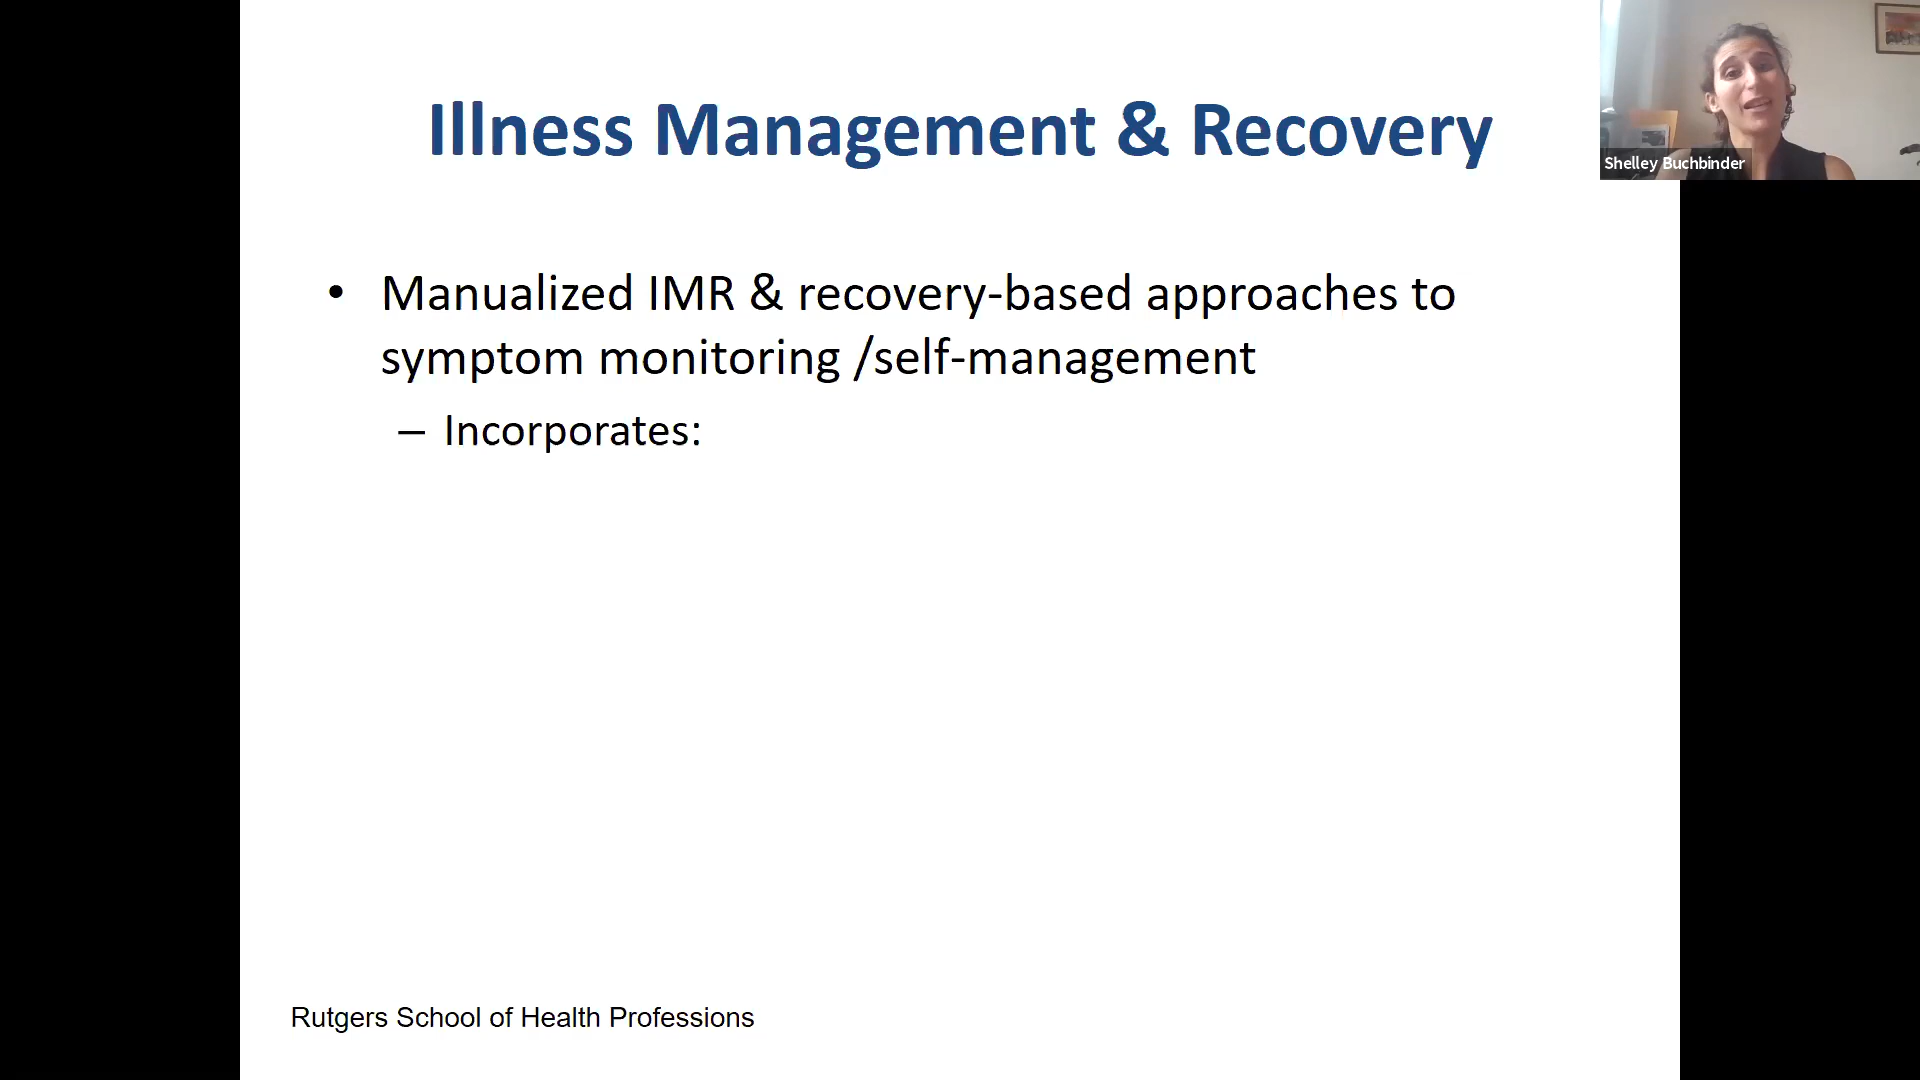 Illness Management & Recovery
Shelley Buchbinder
• Manualized IMR & recovery-based approaches to
symptom monitoring /self-management
– Incorporates:
Rutgers School of Health Professions